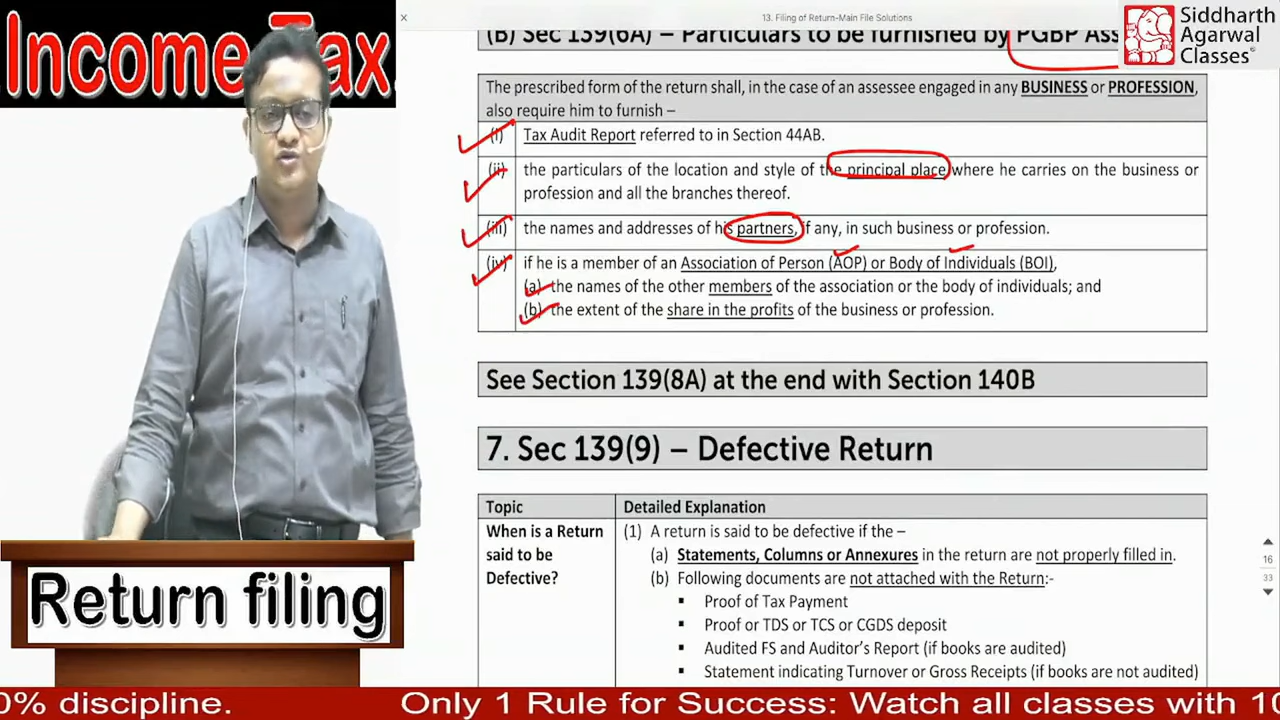 Income Tax.
13. Filing of Return-Main File Solutions
Siddharth
Agarwal
Classes
(B) Sec 139(6A) – Particulars to be furnished by PGBP
The prescribed form of the return shall, in the case of an assessee engaged in any BUSINESS or PROFESSION,
also require him to furnish –
(i) Tax Audit Report referred to in Section 44AB.
(ii) the particulars of the location and style of the principal place where he carries on the business or
profession and all the branches thereof.
(iii) the names and addresses of his partners, if any, in such business or profession.
(iv) if he is a member of an Association of Person (AOP) or Body of Individuals (BOI),
(a) the names of the other members of the association or the body of individuals; and
(b) the extent of the share in the profits of the business or profession.
See Section 139(8A) at the end with Section 140B
7. Sec 139(9) – Defective Return
Topic Detailed Explanation
When is a Return
said to be
Defective?
(1) A return is said to be defective if the –
(a) Statements, Columns or Annexures in the return are not properly filled in.
(b) Following documents are not attached with the Return:-
▪ Proof of Tax Payment
▪ Proof or TDS or TCS or CGDS deposit
▪ Audited FS and Auditor's Report (if books are audited)
▪ Statement indicating Turnover or Gross Receipts (if books are not audited)
16
33
Return filing
0% discipline. Only 1 Rule for Success: Watch all classes with 10